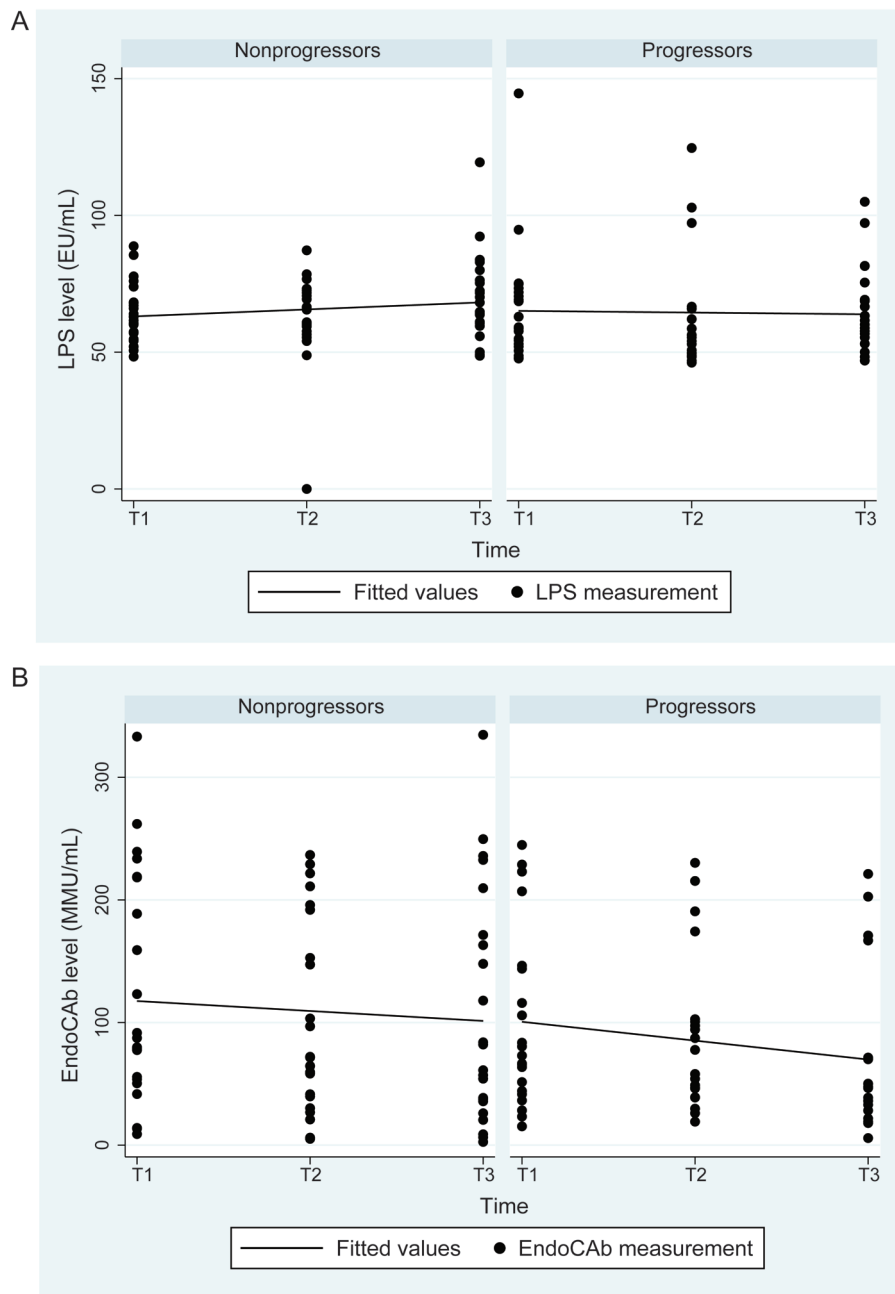 A
Nonprogressors
Progressors
LPS level (EU/mL)
150
100
50
0
T1
T2
T3
T1
T2
T3
Time
Fitted values
LPS measurement
B
Nonprogressors
Progressors
EndoCAb level (MMU/mL)
300
200
100
0
T1
T2
T3
T1
T2
T3
Time
Fitted values
EndoCAb measurement